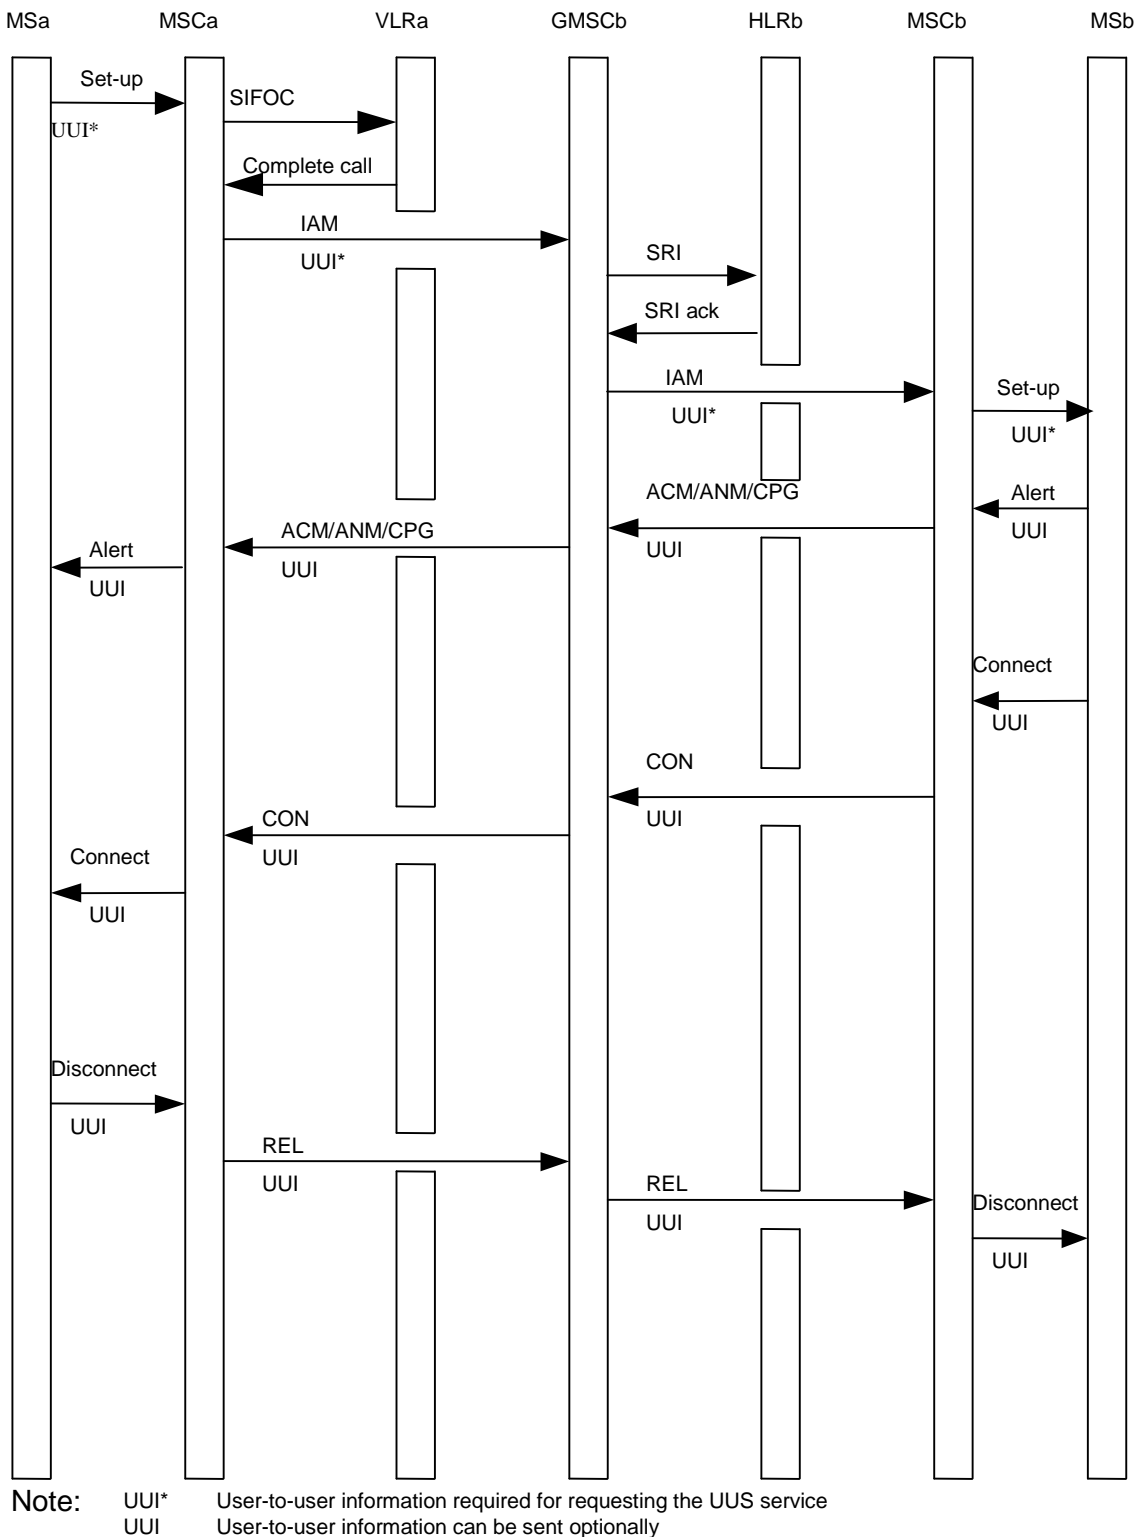 MSa MSCa VLRa GMSCb HLRb MSCb MSb
Set-up
UUI*
SIFOC
Complete call
IAM
UUI*
SRI
SRI ack
IAM
UUI*
Set-up
UUI*
Alert
UUI
ACM/ANM/CPG
UUI
ACM/ANM/CPG
UUI
Alert
UUI
Connect
UUI
CON
UUI
CON
UUI
Connect
UUI
Disconnect
UUI
REL
UUI
REL
UUI
Disconnect
UUI
Note: UUI* User-to-user information required for requesting the UUS service
UUI User-to-user information can be sent optionally